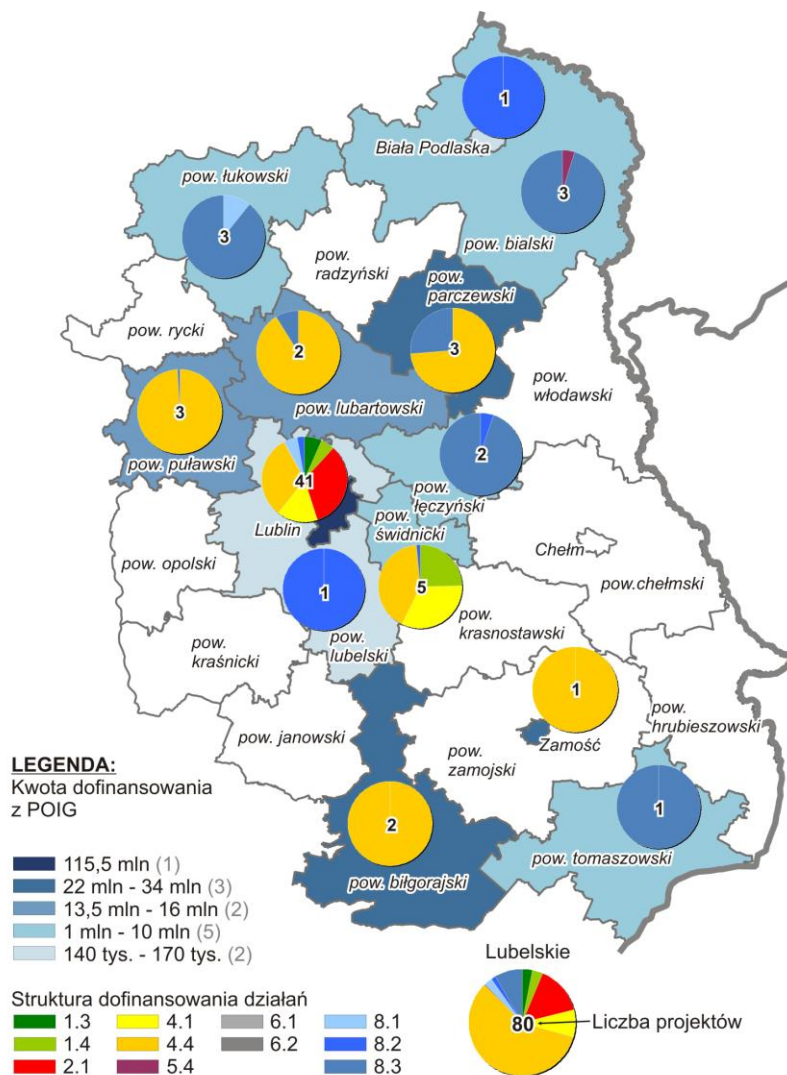 1
Biała Podlaska
pow. łukowski
3
3
pow. bialski
pow.
radzyński
pow.
parczewski
pow. rycki
2
3
pow.
włodawski
3
pow. lubartowski
pow. puławski
41
2
pow.
łęczyński
Lublin
pow.
świdnicki
Chełm
pow. opolski
1
5
pow.chełmski
pow.
krasnostawski
pow.
kraśnicki
pow.
lubelski
1
pow.
hrubieszowski
pow. janowski
Zamość
pow.
zamojski
2
1
pow. tomaszowski
pow. biłgorajski
LEGENDA:
Kwota dofinansowania
z POIG
115,5 mln (1)
22 mln - 34 mln (3)
13,5 mln - 16 mln (2)
1 mln - 10 mln (5)
140 tys. - 170 tys. (2)
Lubelskie
80
Liczba projektów
Struktura dofinansowania działań
1.3 4.1 6.1 8.1
1.4 4.4 6.2 8.2
2.1 5.4 8.3